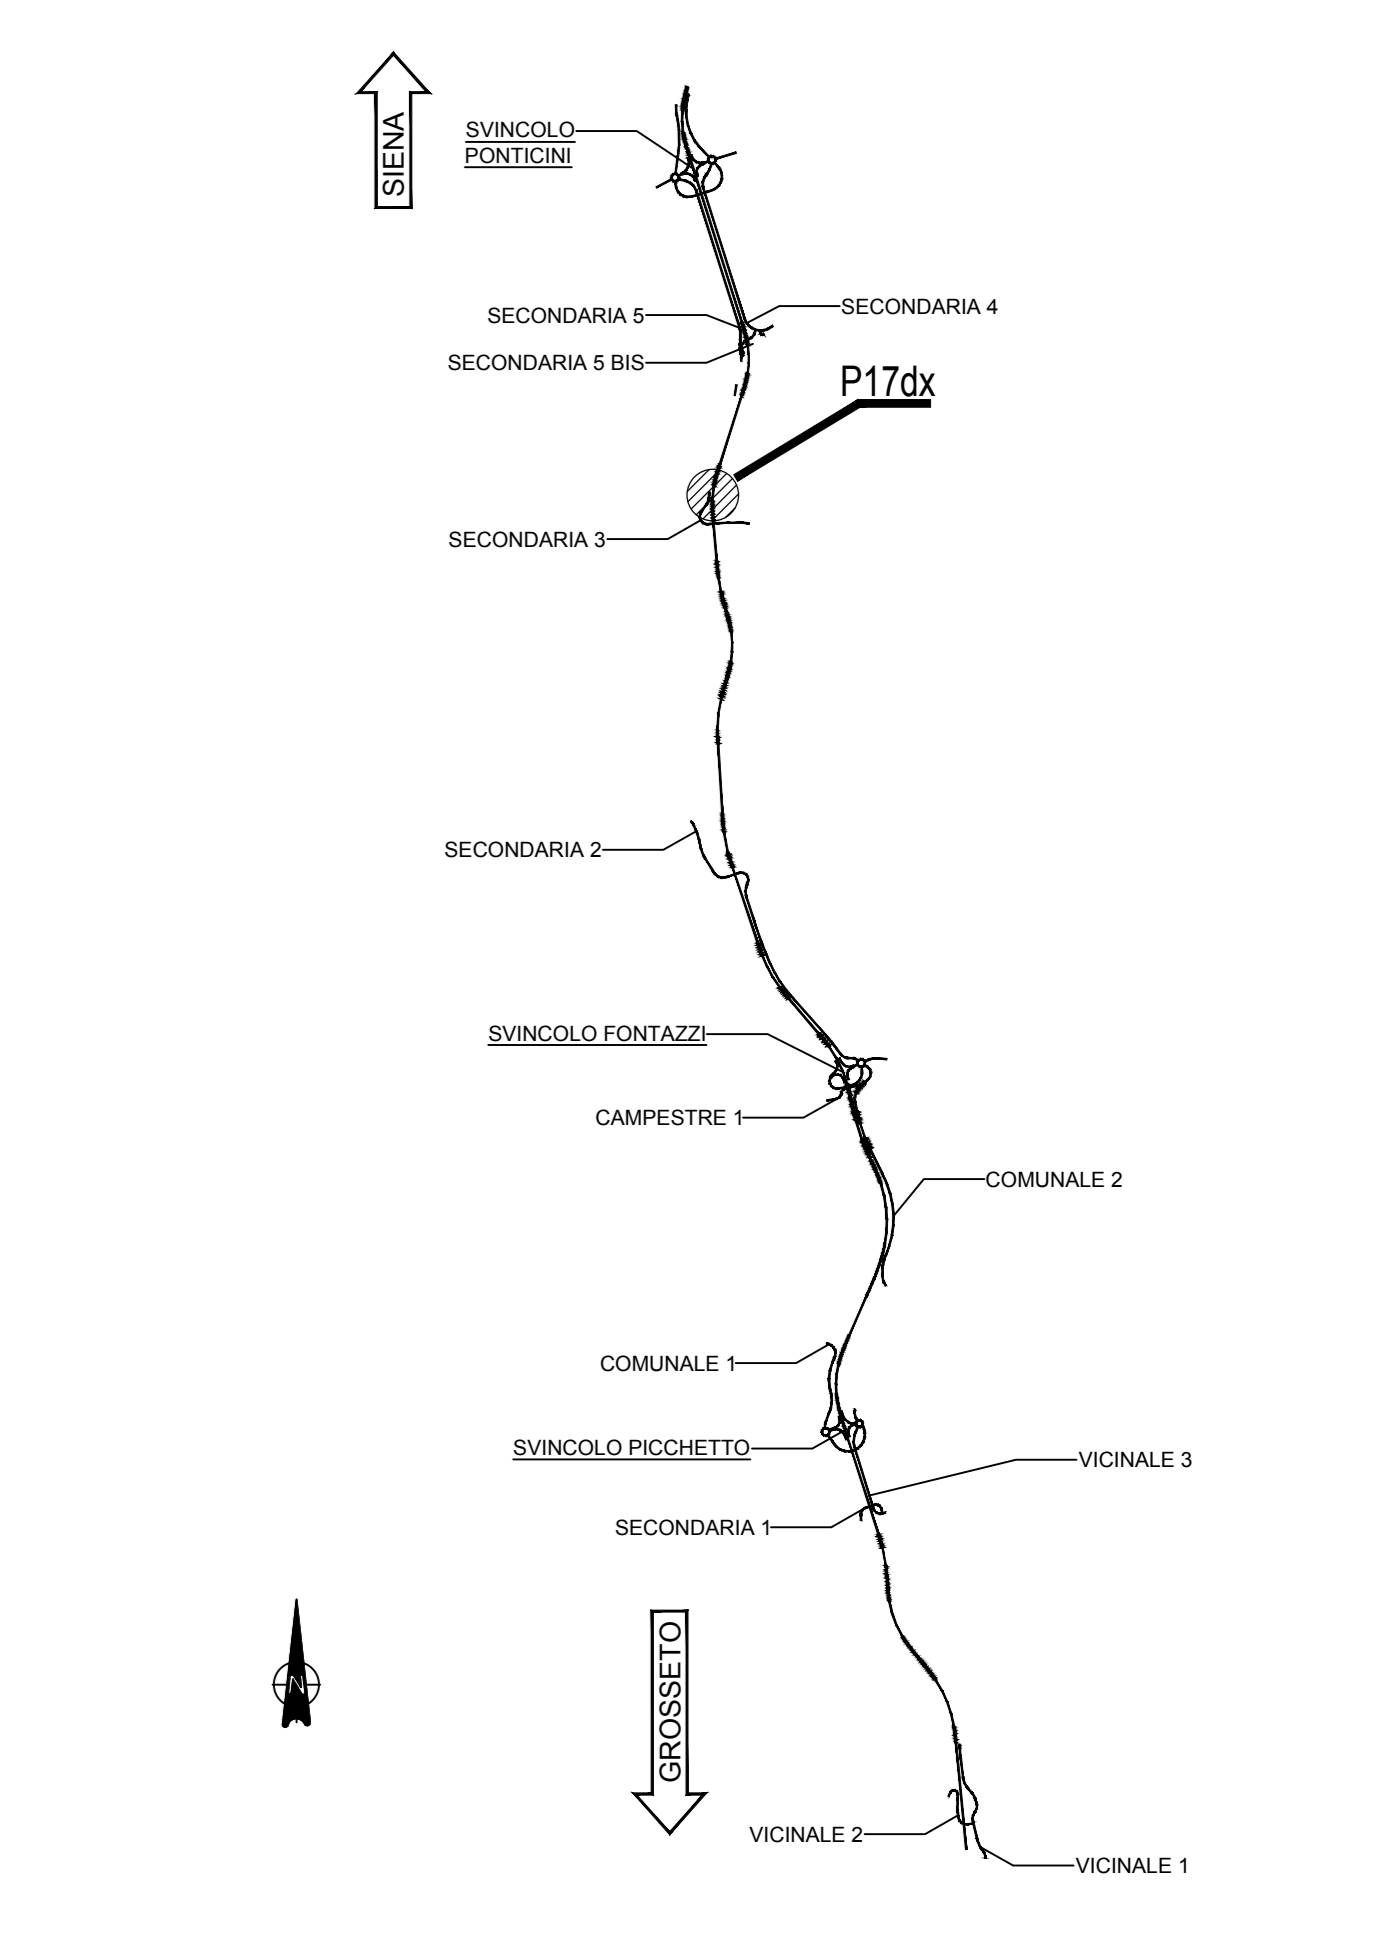 SIENA
SVINCOLO
PONTICINI
SECONDARIA 4
SECONDARIA 5
SECONDARIA 5 BIS
P17dx
SECONDARIA 3
SECONDARIA 2
SVINCOLO FONTAZZI
CAMPESTRE 1
COMUNALE 2
COMUNALE 1
SVINCOLO PICCHETTO
VICINALE 3
SECONDARIA 1
N
GROSSETO
VICINALE 2
VICINALE 1